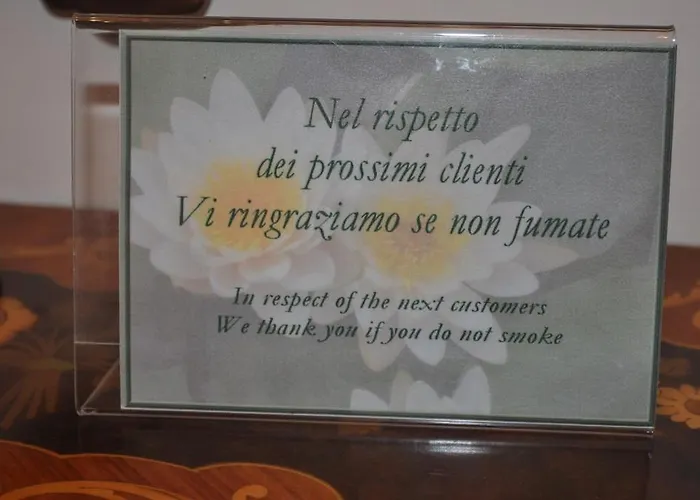 Nel rispetto
dei prossimi clienti
Vi ringraziamo se non fumate
In respect of the next customers
We thank you if you do not smoke